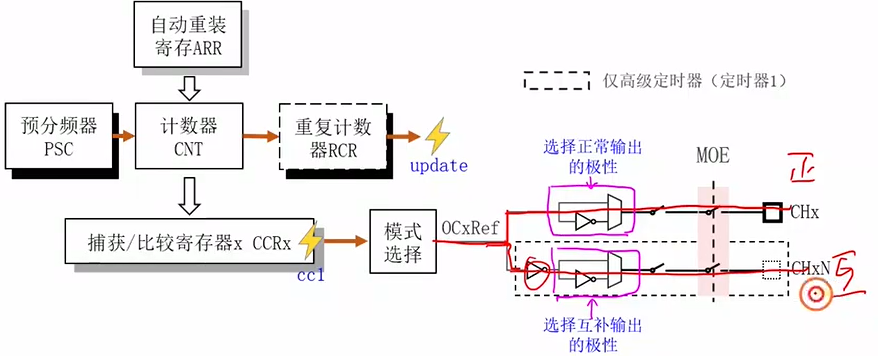 自动重装
寄存ARR
仅高级定时器（定时器1）
预分频器
PSC
计数器
CNT
重复计数
器RCR
update
选择正常输出
的极性
MOE
正
CHx
捕获/比较寄存器x CCRx
cc1
模式
选择
OCxRef
CHxN
选择互补输出
的极性